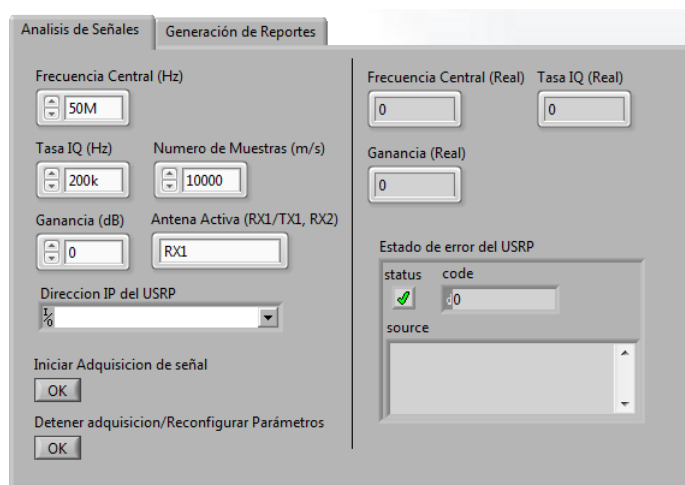 Analisis de Señales
Generación de Reportes
Frecuencia Central (Hz)
50M
Tasa IQ (Hz)
Numero de Muestras (m/s)
200k
10000
Ganancia (dB)
Antena Activa (RX1/TX1, RX2)
0
RX1
Direccion IP del USRP
I/O
Iniciar Adquisicion de señal
OK
Detener adquisicion/Reconfigurar Parámetros
OK
Frecuencia Central (Real)
Tasa IQ (Real)
0
0
Ganancia (Real)
0
Estado de error del USRP
status
code
d0
source